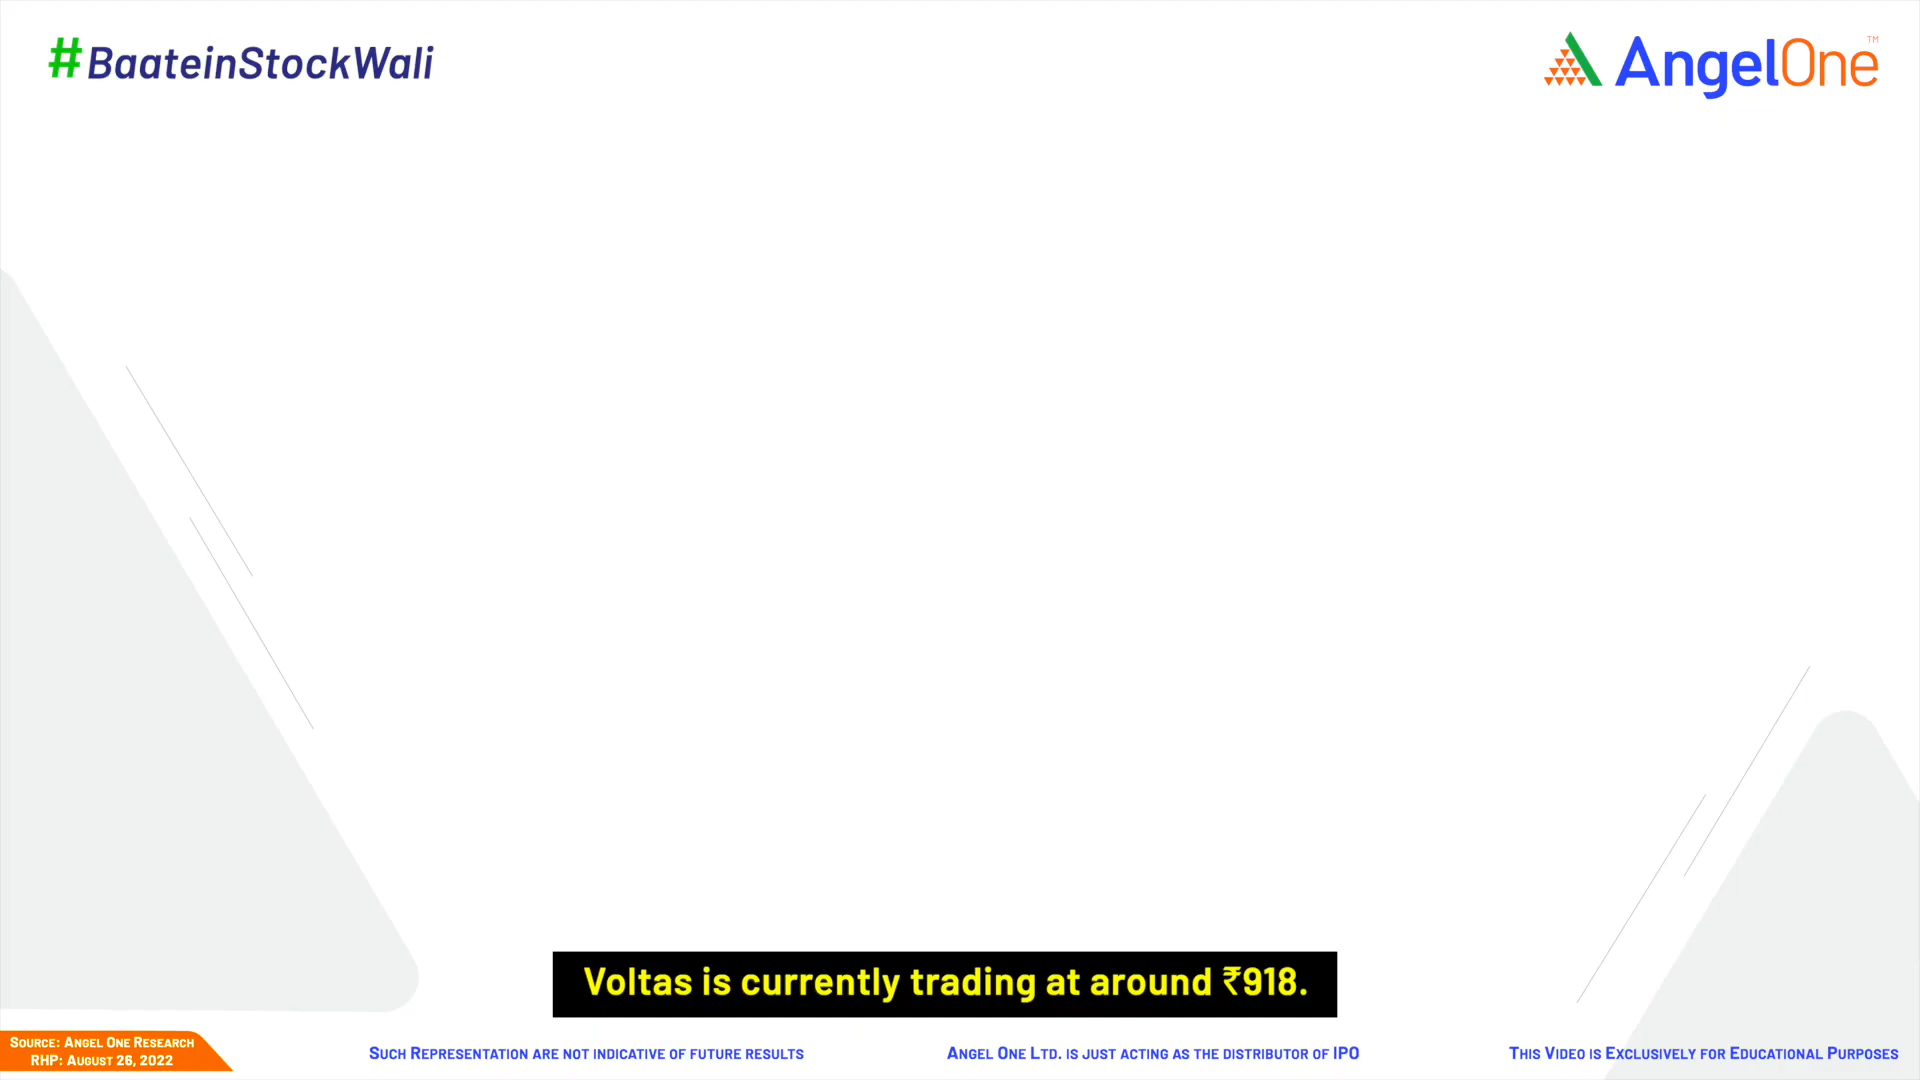 #BaateinStockWali
AngelOne™
Voltas is currently trading at around ₹918.
SOURCE: ANGEL ONE RESEARCH
RHP: AUGUST 26, 2022
SUCH REPRESENTATION ARE NOT INDICATIVE OF FUTURE RESULTS
ANGEL ONE LTD. IS JUST ACTING AS THE DISTRIBUTOR OF IPO
THIS VIDEO IS EXCLUSIVELY FOR EDUCATIONAL PURPOSES